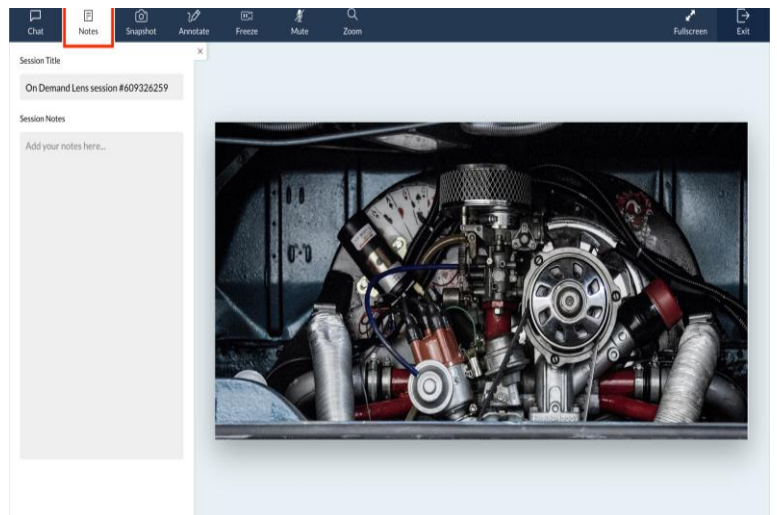 Chat Notes Snapshot Annotate Freeze Mute Zoom Fullscreen Exit
Session Title
On Demand Lens session #609326259
Session Notes
Add your notes here...